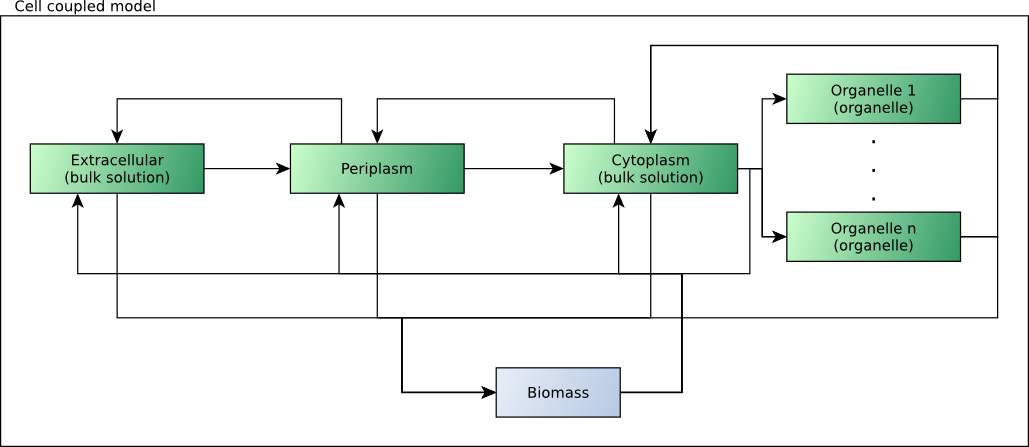 Cell coupled model
Extracellular
(bulk solution)
Periplasm
Cytoplasm
(bulk solution)
Organelle 1
(organelle)
Organelle n
(organelle)
Biomass